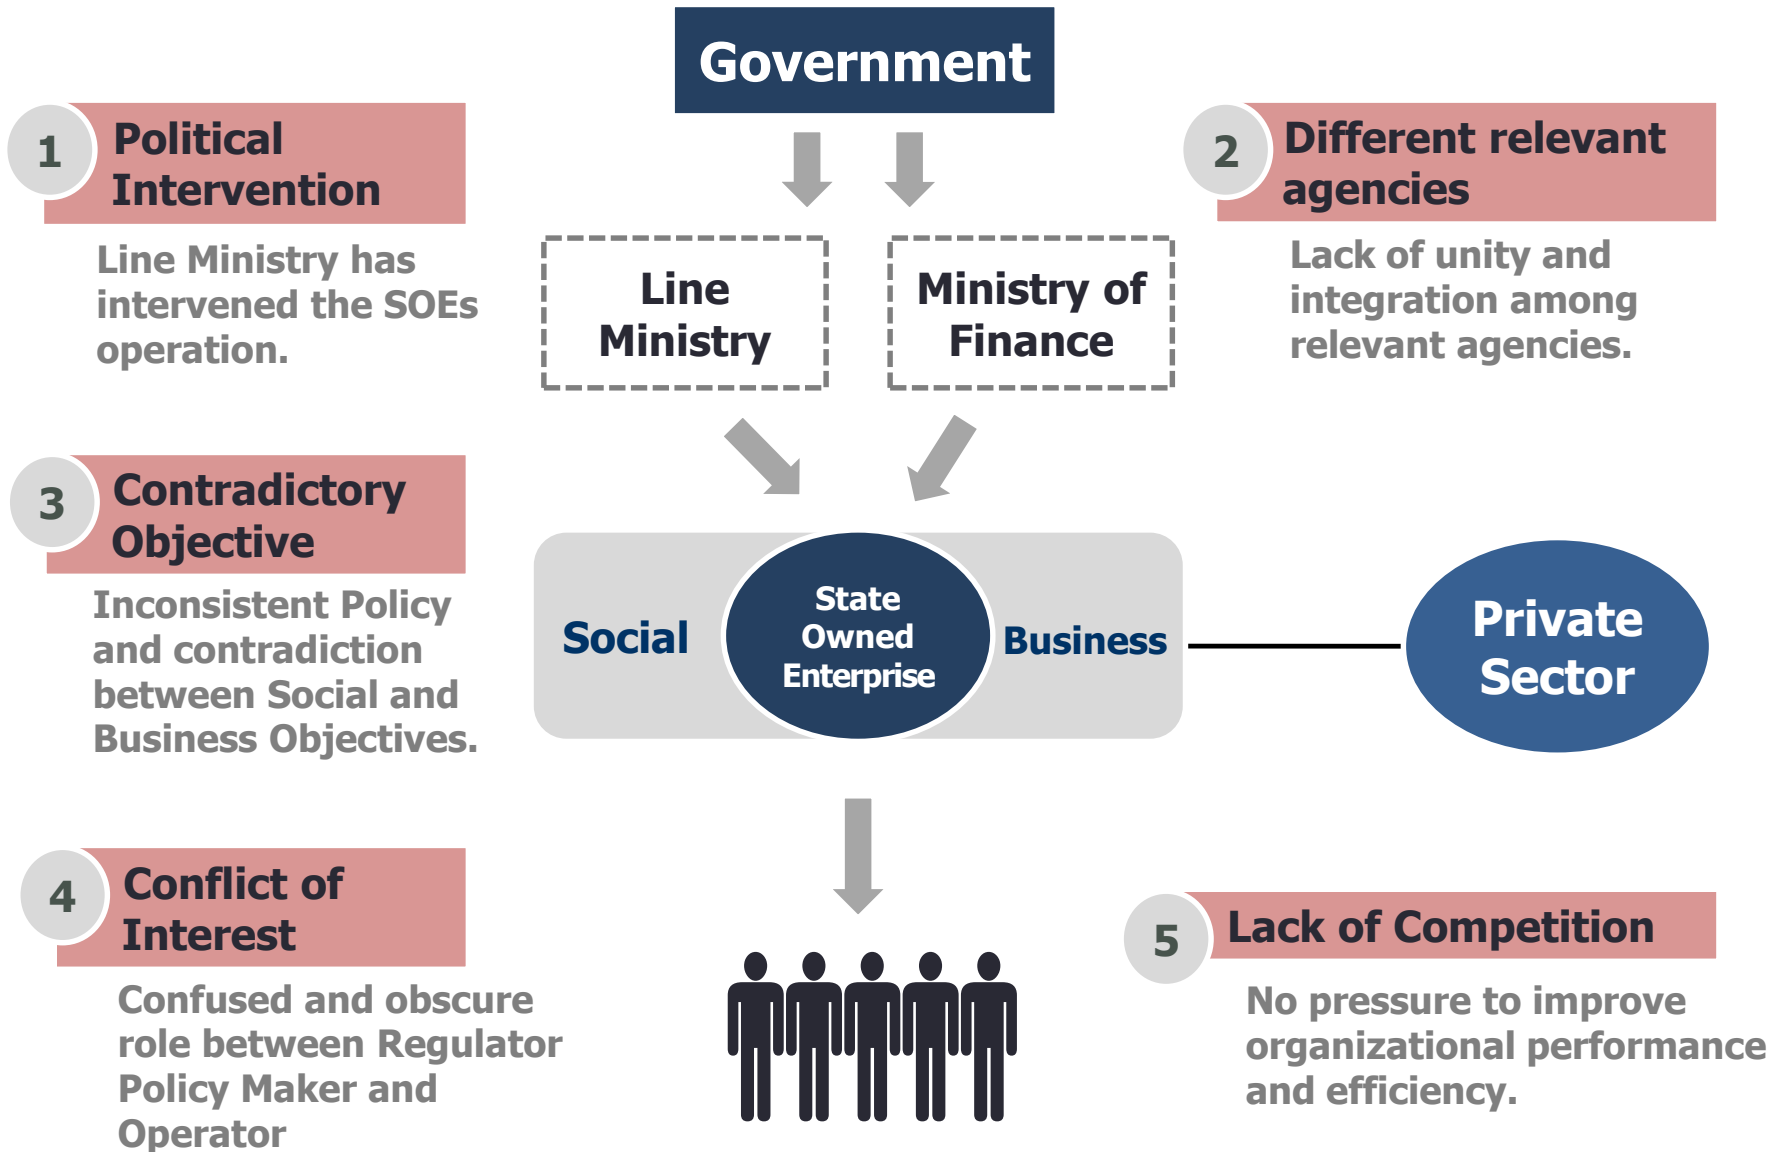 Government
1
Political
Intervention
Line Ministry has
intervened the SOEs
operation.
2
Different relevant
agencies
Lack of unity and
integration among
relevant agencies.
Line
Ministry
Ministry of
Finance
3
Contradictory
Objective
Inconsistent Policy
and contradiction
between Social and
Business Objectives.
Social
State
Owned
Enterprise
Business
Private
Sector
4
Conflict of
Interest
Confused and obscure
role between Regulator
Policy Maker and
Operator
5
Lack of Competition
No pressure to improve
organizational performance
and efficiency.